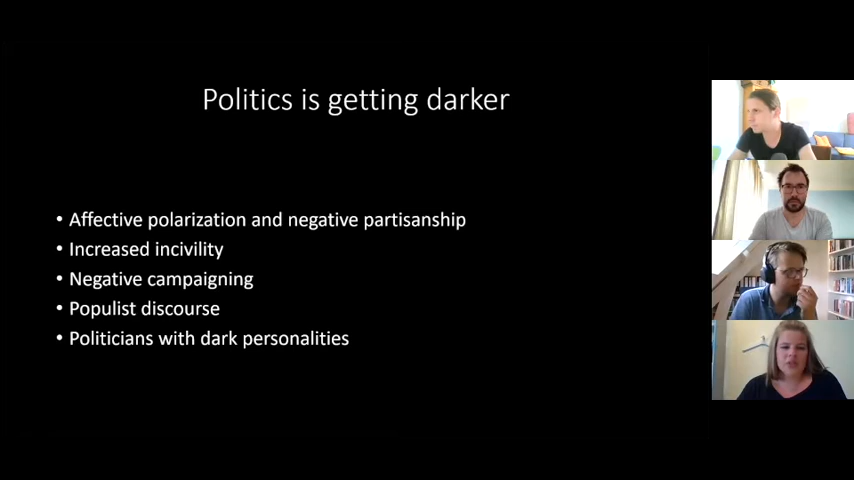 Politics is getting darker
• Affective polarization and negative partisanship
• Increased incivility
• Negative campaigning
• Populist discourse
• Politicians with dark personalities